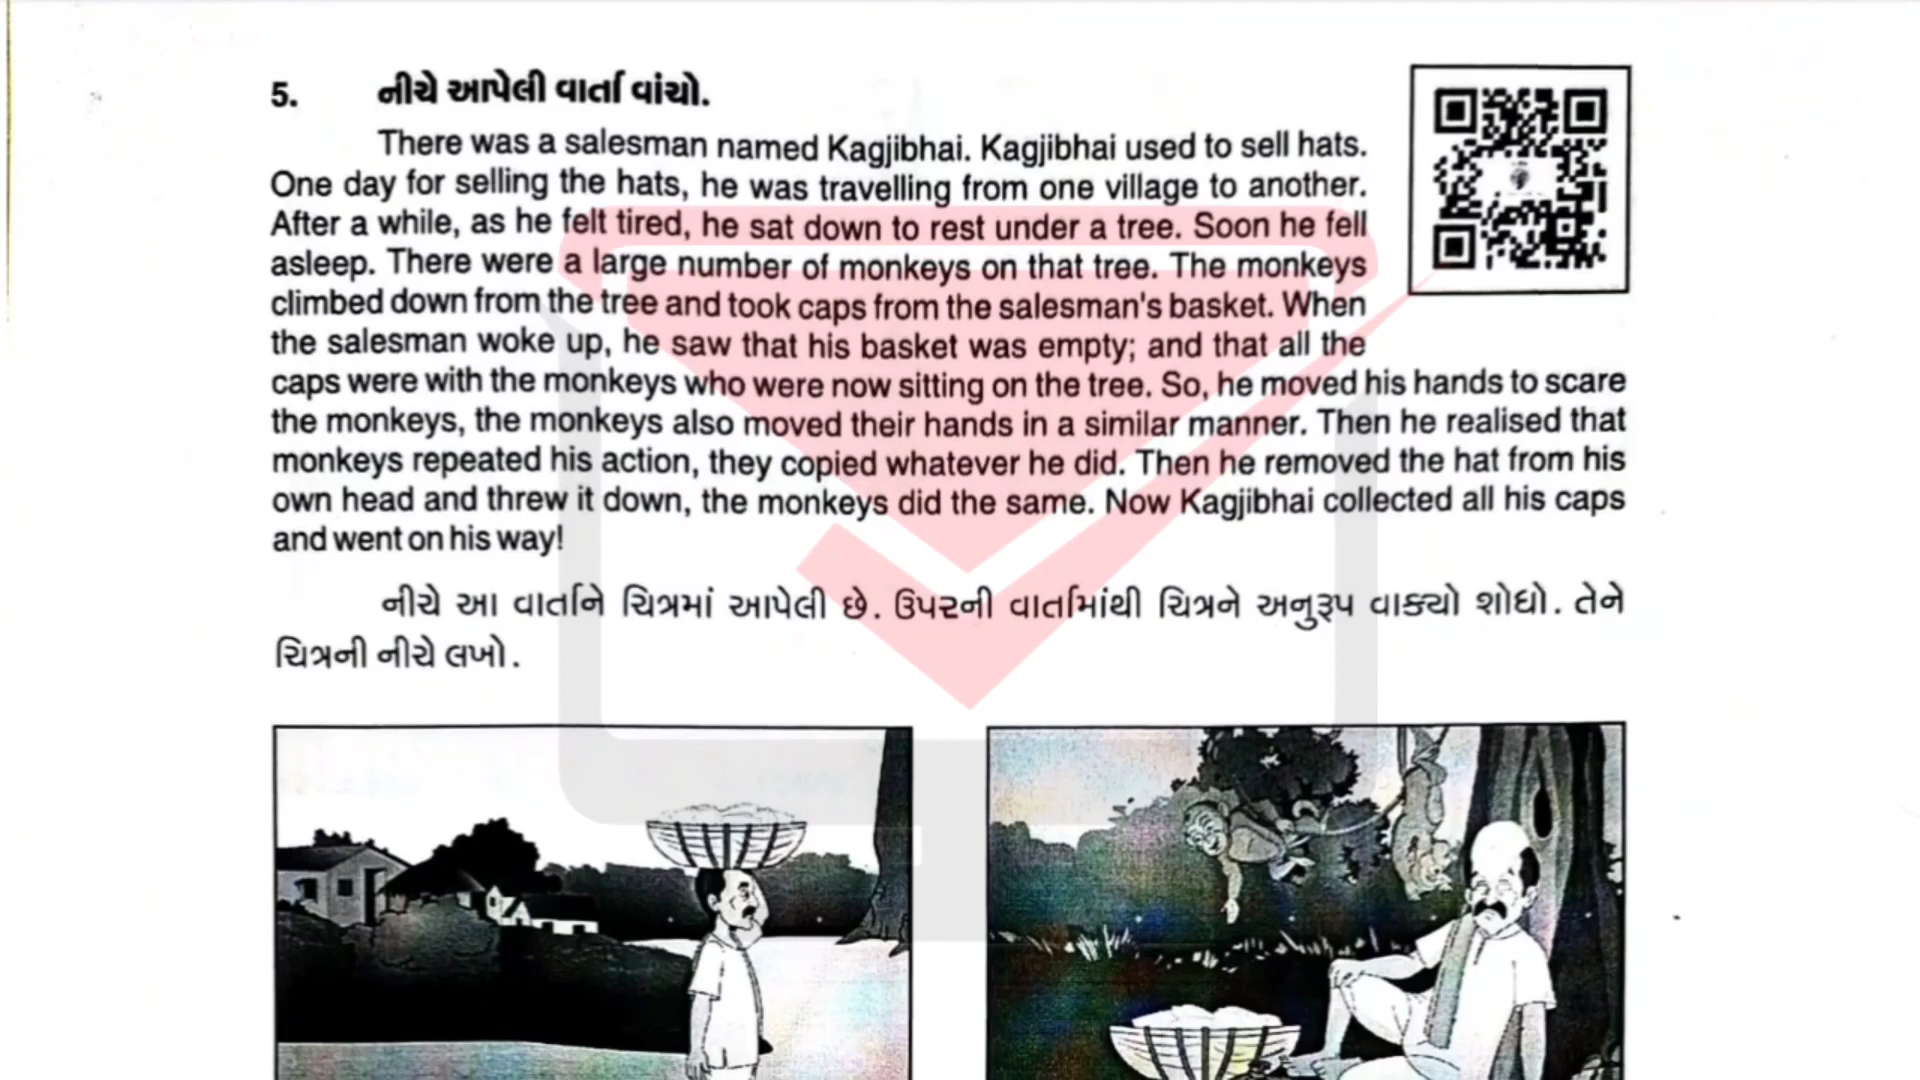 5. નીચે આપેલી વાર્તા વાંચો.
There was a salesman named Kagjibhai. Kagjibhai used to sell hats.
One day for selling the hats, he was travelling from one village to another.
After a while, as he felt tired, he sat down to rest under a tree. Soon he fell
asleep. There were a large number of monkeys on that tree. The monkeys
climbed down from the tree and took caps from the salesman's basket. When
the salesman woke up, he saw that his basket was empty; and that all the
caps were with the monkeys who were now sitting on the tree. So, he moved his hands to scare
the monkeys, the monkeys also moved their hands in a similar manner. Then he realised that
monkeys repeated his action, they copied whatever he did. Then he removed the hat from his
own head and threw it down, the monkeys did the same. Now Kagjibhai collected all his caps
and went on his way!
નીચે આ વાર્તાને ચિત્રમાં આપેલી છે. ઉપરની વાર્તામાંથી ચિત્રને અનુરૂપ વાક્યો શોધો. તેને
ચિત્રની નીચે લખો.